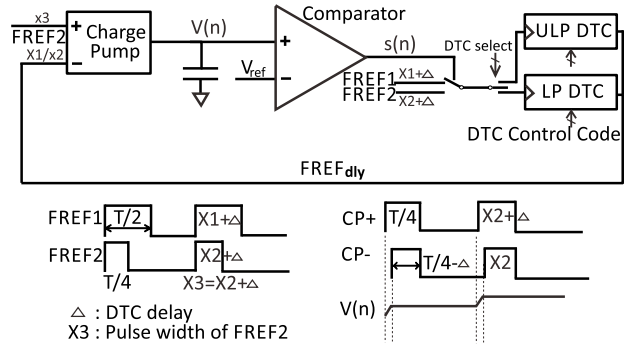 Comparator
x3
FREF2
X1/x2
+
−
Charge
Pump
V(n)
+
−
Vref
s(n)
FREF1 X1+△
FREF2 X2+△
DTC select
ULP DTC
LP DTC
DTC Control Code
FREFdly
FREF1 T/2 X1+△
FREF2 X2+△
T/4 X3=X2+△
△ : DTC delay
X3 : Pulse width of FREF2
CP+ T/4 X2+△
CP- T/4-△ X2
V(n)